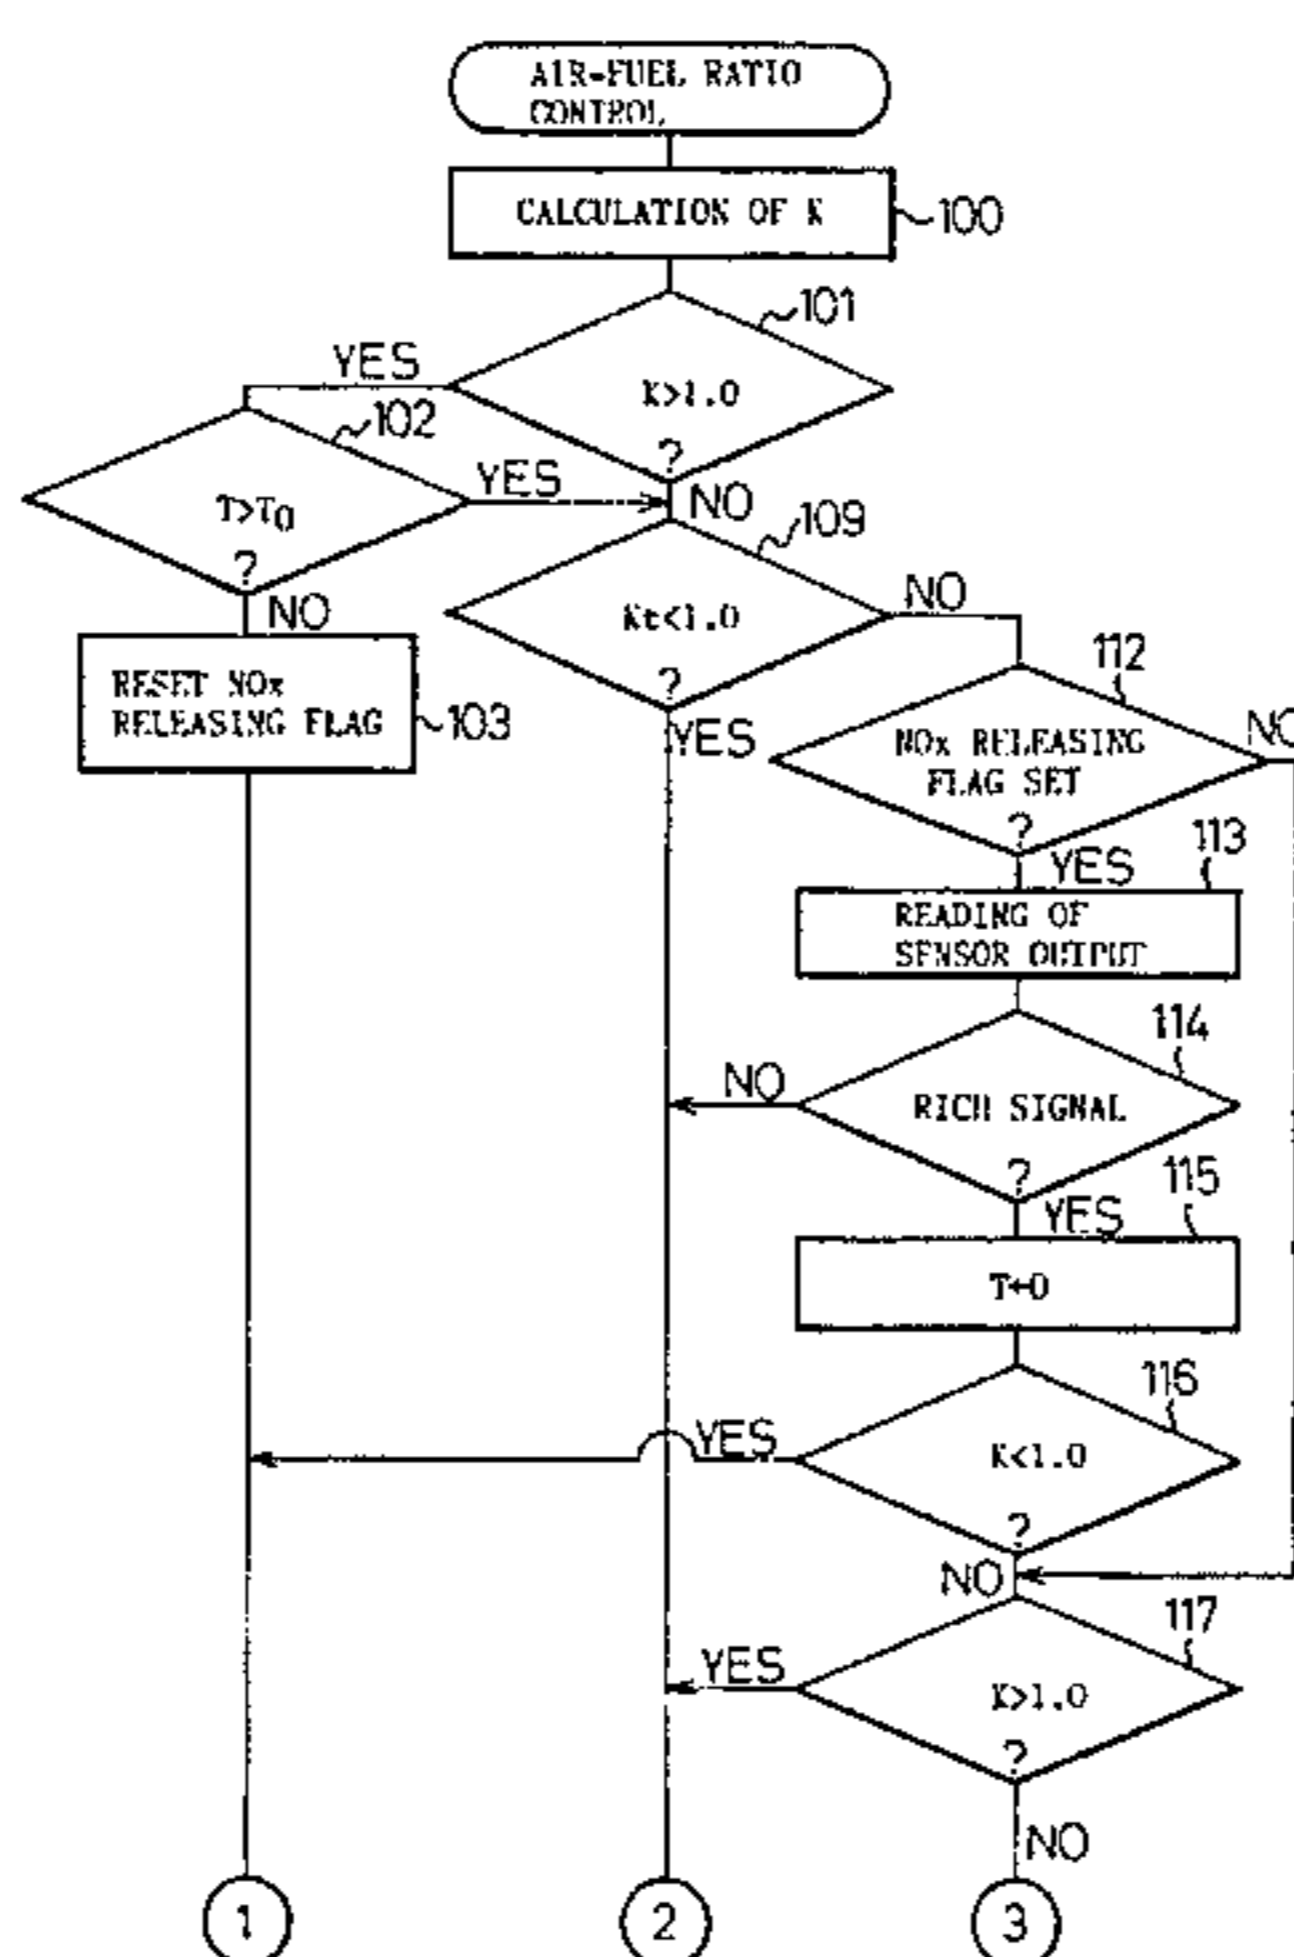 AIR-FUEL RATIO
CONTROL
CALCULATION OF K
100
101
YES
K>1.0
?
102
YES
NO
T>T0
?
NO
109
Kt<1.0
?
NO
YES
RESET NOx
RELEASING FLAG
103
112
NOx RELEASING
FLAG SET
?
NO
YES
113
READING OF
SENSOR OUTPUT
114
NO
RICH SIGNAL
?
YES
115
T←0
116
YES
K<1.0
?
NO
117
YES
K>1.0
?
NO
1
2
3